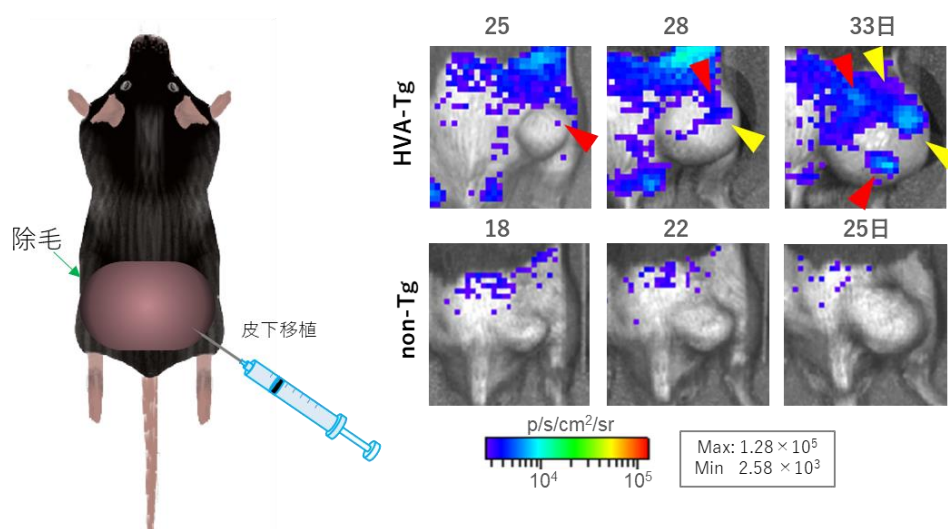 除毛
皮下移植
25
28
33日
HVA-Tg
18
22
25日
non-Tg
p/s/cm²/sr
10⁴
10⁵
Max: 1.28 × 10⁵
Min 2.58 × 10³